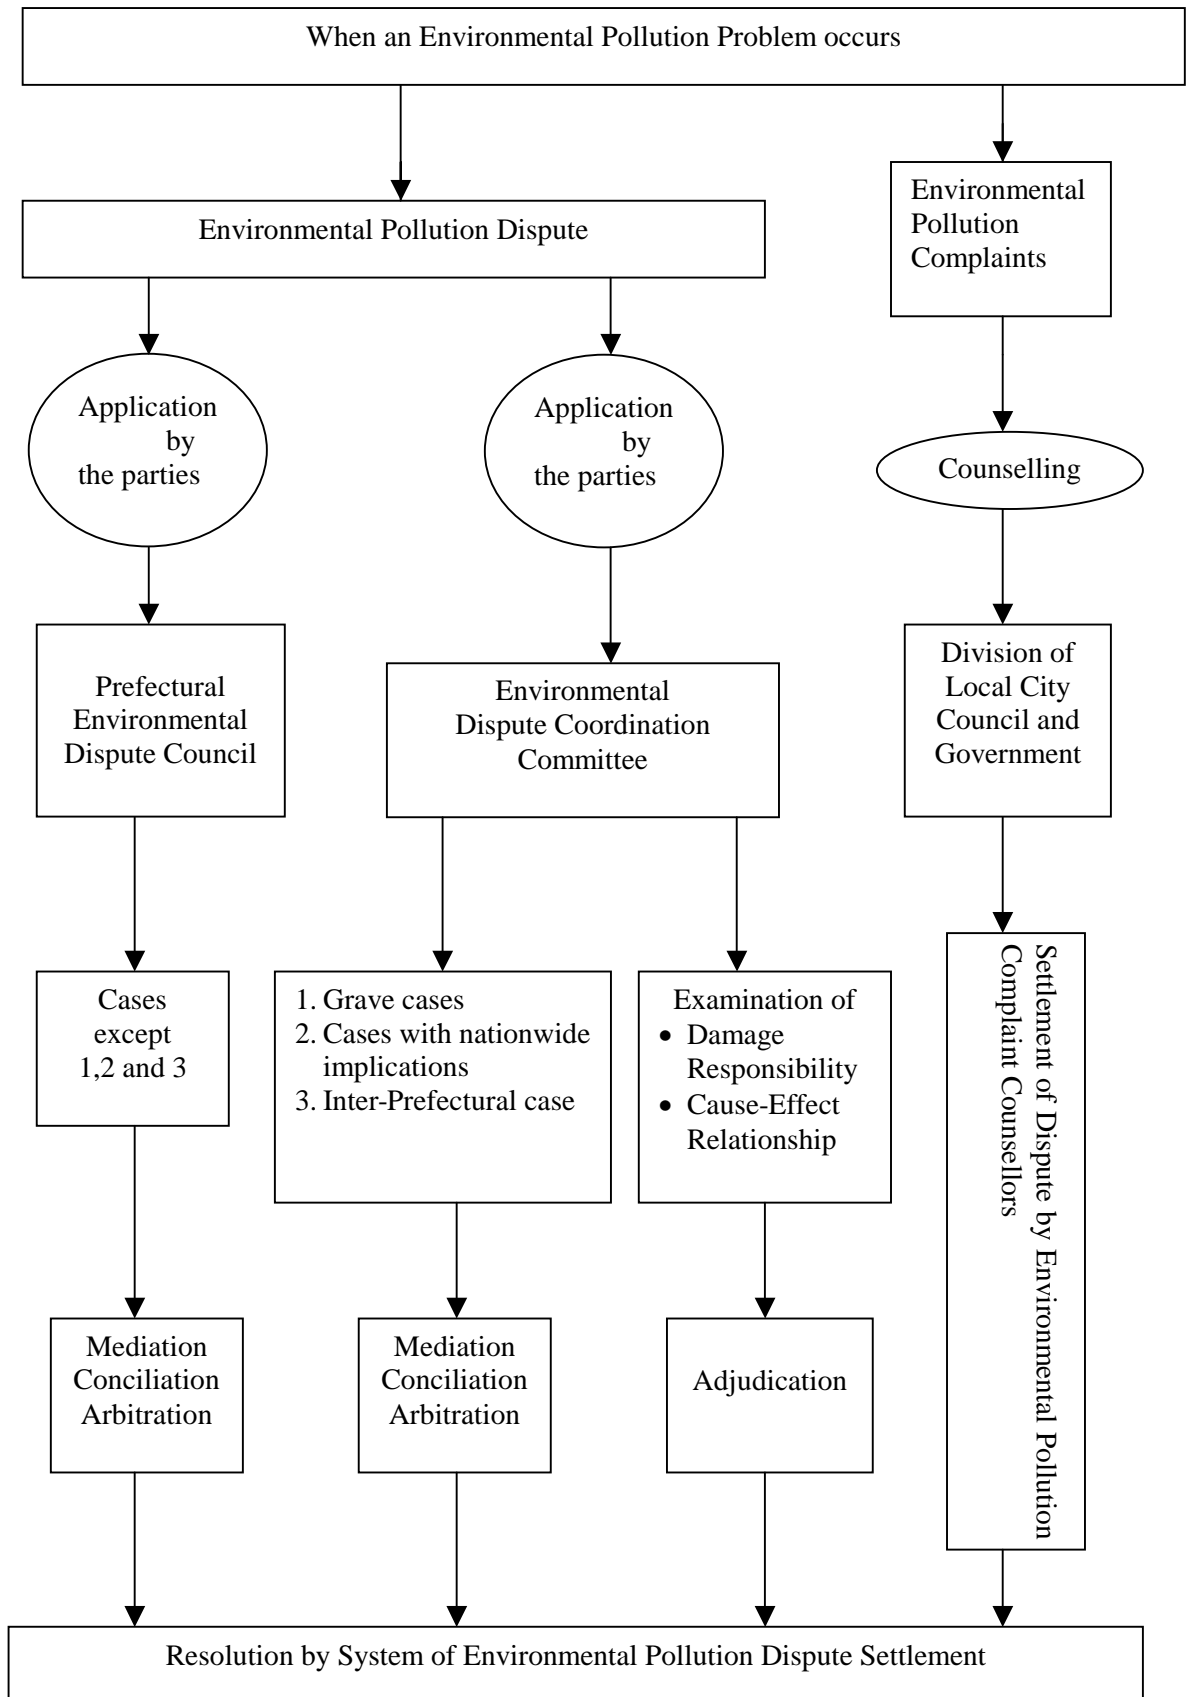 When an Environmental Pollution Problem occurs
Environmental Pollution Dispute
Environmental
Pollution
Complaints
Application
by
the parties
Application
by
the parties
Counselling
Prefectural
Environmental
Dispute Council
Environmental
Dispute Coordination
Committee
Division of
Local City
Council and
Government
Cases
except
1,2 and 3
1. Grave cases
2. Cases with nationwide
implications
3. Inter-Prefectural case
Examination of
• Damage
Responsibility
• Cause-Effect
Relationship
Settlement of Dispute by Environmental Pollution
Complaint Counsellors
Mediation
Conciliation
Arbitration
Mediation
Conciliation
Arbitration
Adjudication
Resolution by System of Environmental Pollution Dispute Settlement